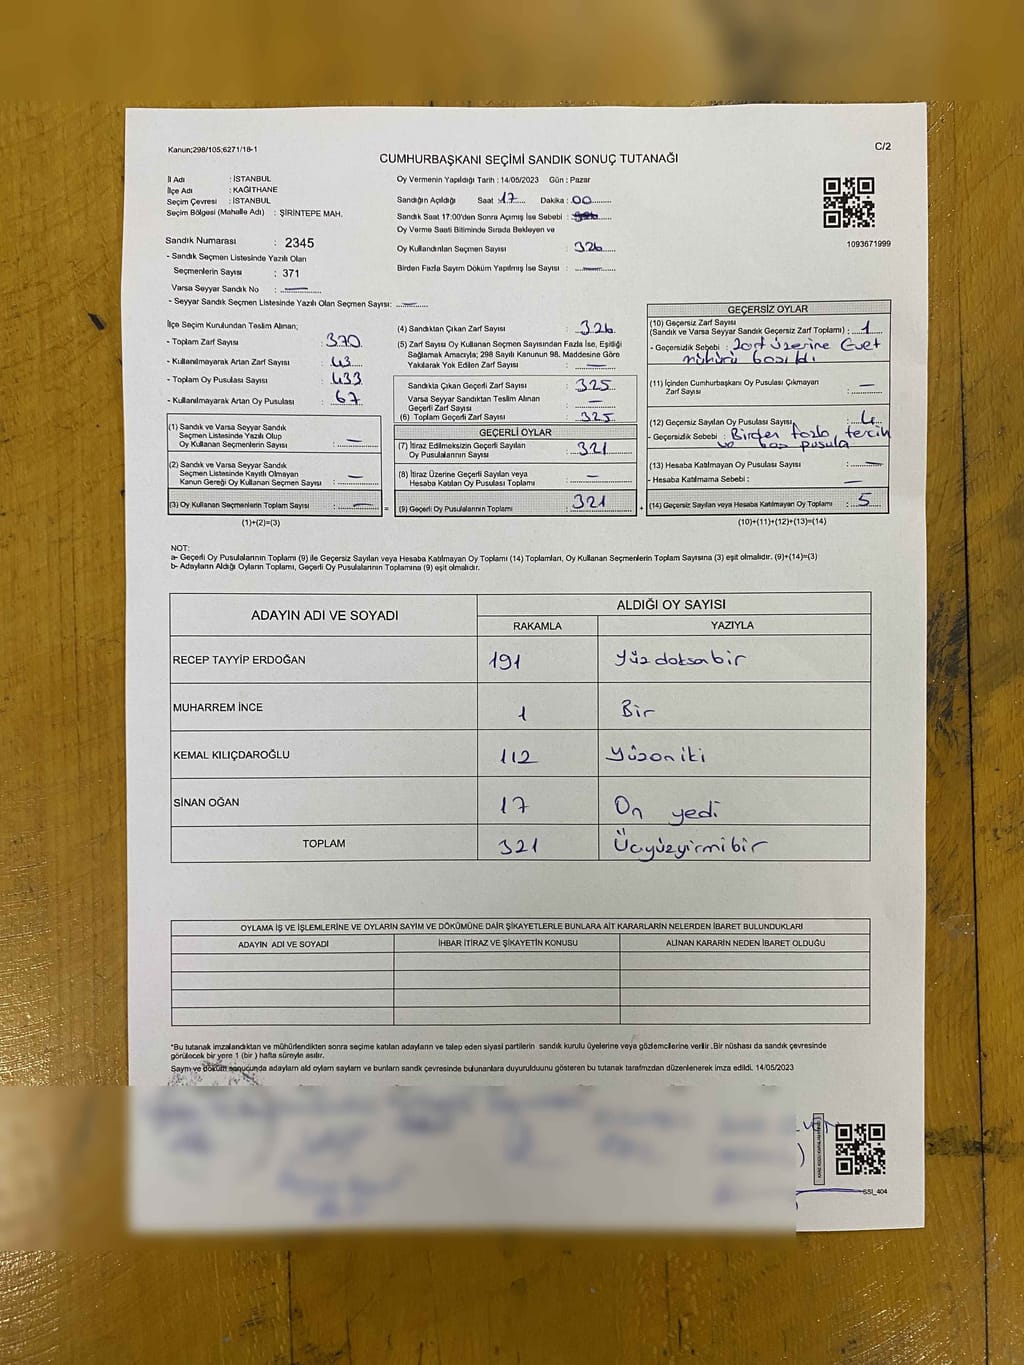 Kanun;298/105;6271/18-1
C/2
CUMHURBAŞKANI SEÇİMİ SANDIK SONUÇ TUTANAĞI
İl Adı : İSTANBUL
İlçe Adı : KAĞITHANE
Seçim Çevresi : İSTANBUL
Seçim Bölgesi (Mahalle Adı) : ŞİRİNTEPE MAH.
Sandık Numarası : 2345
- Sandık Seçmen Listesinde Yazılı Olan
Seçmenlerin Sayısı : 371
Varsa Seyyar Sandık No : —
- Seyyar Sandık Seçmen Listesinde Yazılı Olan Seçmen Sayısı: —
Oy Vermenin Yapıldığı Tarih : 14/05/2023 Gün : Pazar
Sandığın Açıldığı Saat : 17 Dakika : 00
Sandık Saat 17:00'den Sonra Açımış İse Sebebi :
Oy Verme Saati Bitiminde Sırada Bekleyen ve
Oy Kullandırılan Seçmen Sayısı : 326
Birden Fazla Sayım Döküm Yapılmış İse Sayısı : —
1093671999
İlçe Seçim Kurulundan Teslim Alınan;
- Toplam Zarf Sayısı : 370
- Kullanılmayarak Artan Zarf Sayısı : 43
- Toplam Oy Pusulası Sayısı : 433
- Kullanılmayarak Artan Oy Pusulası : 67
(1) Sandık ve Varsa Seyyar Sandık
Seçmen Listesinde Yazılı Olup
Oy Kullanan Seçmenlerin Sayısı : —
(2) Sandık ve Varsa Seyyar Sandık
Seçmen Listesinde Kayıtlı Olmayan
Kanun Gereği Oy Kullanan Seçmen Sayısı : —
(3) Oy Kullanan Seçmenlerin Toplam Sayısı : — =
(1)+(2)=(3)
(4) Sandıktan Çıkan Zarf Sayısı : 326
(5) Zarf Sayısı Oy Kullanan Seçmen Sayısından Fazla İse, Eşitliği
Sağlamak Amacıyla; 298 Sayılı Kanunun 98. Maddesine Göre
Yakılarak Yok Edilen Zarf Sayısı : —
Sandıkta Çıkan Geçerli Zarf Sayısı : 325
Varsa Seyyar Sandıktan Teslim Alınan
Geçerli Zarf Sayısı : —
(6) Toplam Geçerli Zarf Sayısı : 325
GEÇERLİ OYLAR
(7) İtiraz Edilmeksizin Geçerli Sayılan
Oy Pusulalarının Sayısı : 321
(8) İtiraz Üzerine Geçerli Sayılan veya
Hesaba Katılan Oy Pusulası Toplamı : —
(9) Geçerli Oy Pusulalarının Toplamı : 321 +
GEÇERSİZ OYLAR
(10) Geçersiz Zarf Sayısı
(Sandık ve Varsa Seyyar Sandık Geçersiz Zarf Toplamı) : 1
- Geçersizlik Sebebi : Zarf üzerine Evet
mührü basıldı
(11) İçinden Cumhurbaşkanı Oy Pusulası Çıkmayan
Zarf Sayısı : —
(12) Geçersiz Sayılan Oy Pusulası Sayısı : 4
- Geçersizlik Sebebi : Birden fazla tercih
ve boş pusula
(13) Hesaba Katılmayan Oy Pusulası Sayısı : —
- Hesaba Katılmama Sebebi : —
(14) Geçersiz Sayılan veya Hesaba Katılmayan Oy Toplamı : 5
(10)+(11)+(12)+(13)=(14)
NOT:
a- Geçerli Oy Pusulalarının Toplamı (9) ile Geçersiz Sayılan veya Hesaba Katılmayan Oy Toplamı (14) Toplamları, Oy Kullanan Seçmenlerin Toplam Sayısına (3) eşit olmalıdır. (9)+(14)=(3)
b- Adayların Aldığı Oyların Toplamı, Geçerli Oy Pusulalarının Toplamına (9) eşit olmalıdır.
ADAYIN ADI VE SOYADI
ALDIĞI OY SAYISI
RAKAMLA YAZIYLA
RECEP TAYYİP ERDOĞAN 191 Yüzdoksanbir
MUHARREM İNCE 1 Bir
KEMAL KILIÇDAROĞLU 112 Yüzoniki
SİNAN OĞAN 17 On yedi
TOPLAM 321 Üçyüzyirmibir
OYLAMA İŞ VE İŞLEMLERİNE VE OYLARIN SAYIM VE DÖKÜMÜNE DAİR ŞİKAYETLERLE BUNLARA AİT KARARLARIN NELERDEN İBARET BULUNDUKLARI
ADAYIN ADI VE SOYADI İHBAR İTİRAZ VE ŞİKAYETİN KONUSU ALINAN KARARIN NEDEN İBARET OLDUĞU
*Bu tutanak imzalandıktan ve mühürlendikten sonra seçime katılan adayların ve talep eden siyasi partilerin sandık kurulu üyelerine veya gözlemcilerine verilir .Bir nüshası da sandık çevresinde
görülecek bir yere 1 (bir ) hafta süreyle asılır.
Sayım ve döküm sonucunda adayların ald oyların sayıların ve bunların sandk çevresinde bulunanlara duyurulduunu gösteren bu tutanak tarafmzdan düzenlenerek imza edildi. 14/05/2023
SSI_404